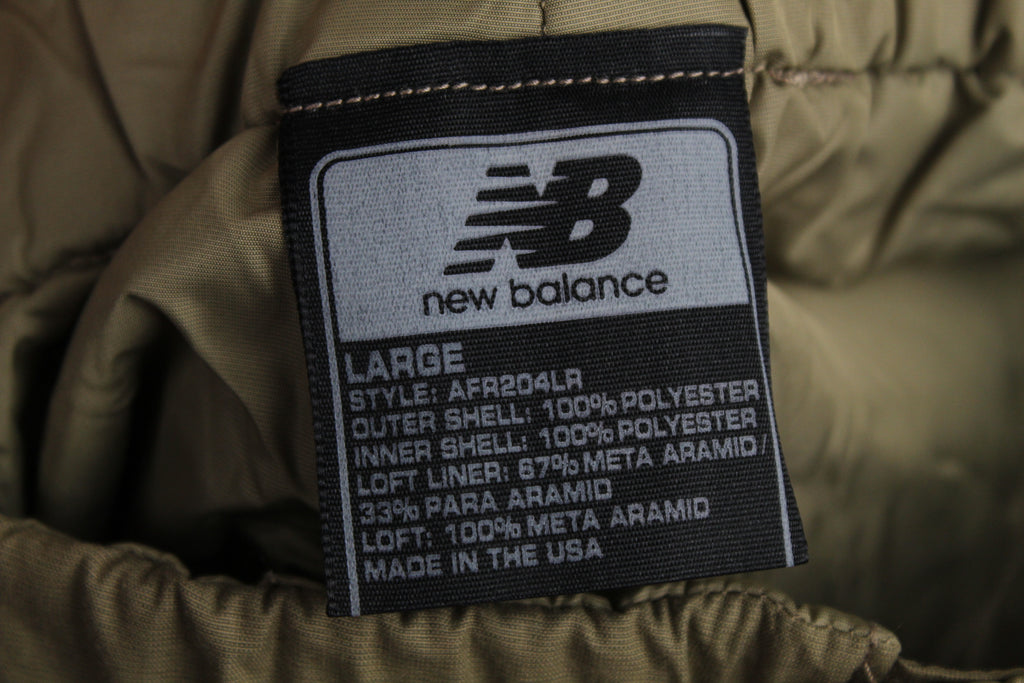 NB
new balance
LARGE
STYLE: AFR204LR
OUTER SHELL: 100% POLYESTER
INNER SHELL: 100% POLYESTER
LOFT LINER: 67% META ARAMID /
33% PARA ARAMID
LOFT: 100% META ARAMID
MADE IN THE USA